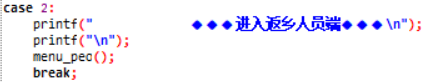 case 2:
printf("                    ◆◆◆进入返乡人员端◆◆◆\n");
printf("\n");
menu_peo();
break;